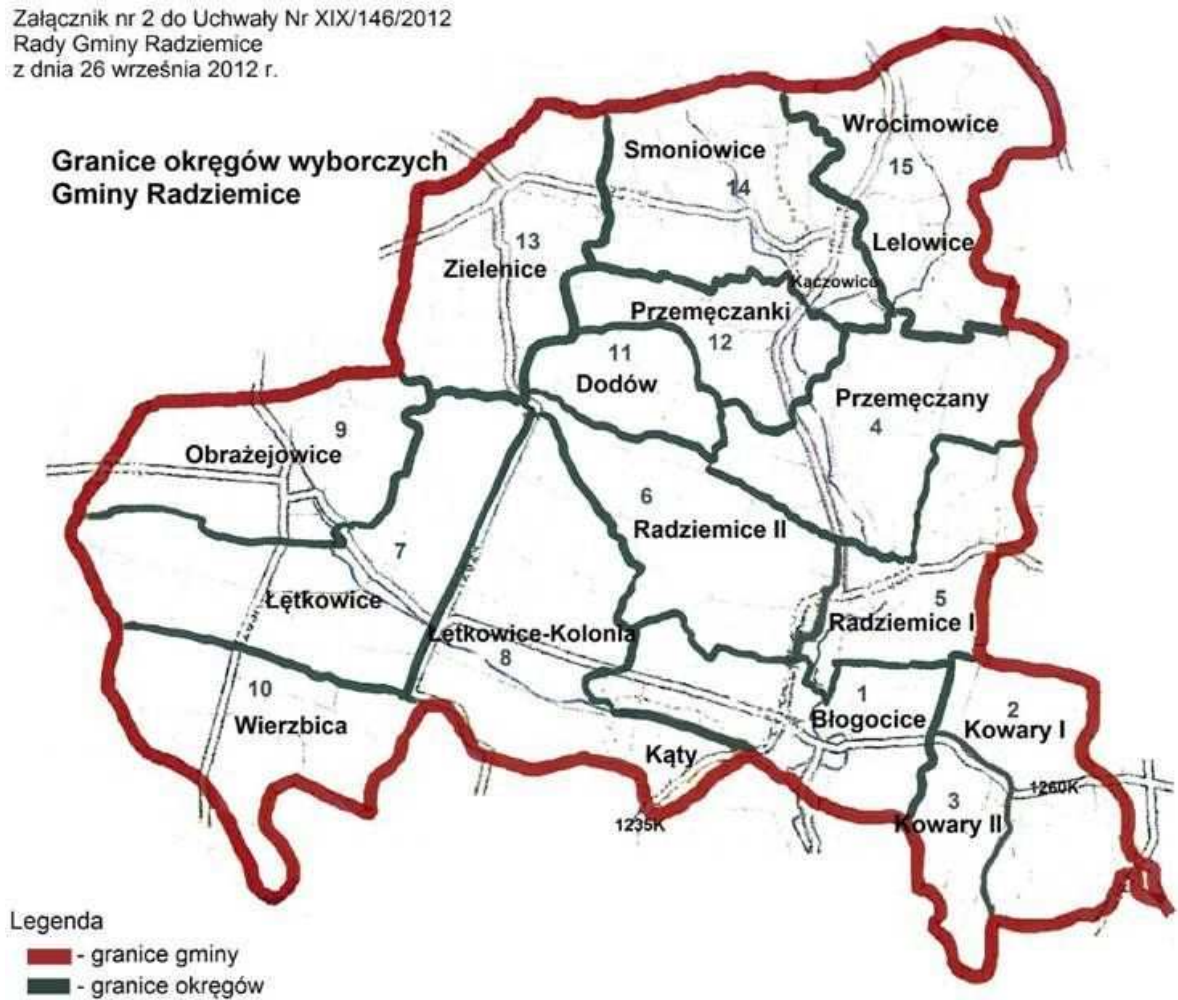 Załącznik nr 2 do Uchwały Nr XIX/146/2012
Rady Gminy Radziemice
z dnia 26 września 2012 r.
Granice okręgów wyborczych
Gminy Radziemice
Wrocimowice
15
Smoniowice
14
Lelowice
13
Zielenice
Kaczowice
Przemęczanki
12
11
Dodów
Przemęczany
4
9
Obrażejowice
6
Radziemice II
7
Łętkowice
5
Radziemice I
Łętkowice-Kolonia
8
10
Wierzbica
1
Błogocice
2
Kowary I
Kąty
1260K
3
Kowary II
1235K
Legenda
- granice gminy
- granice okręgów